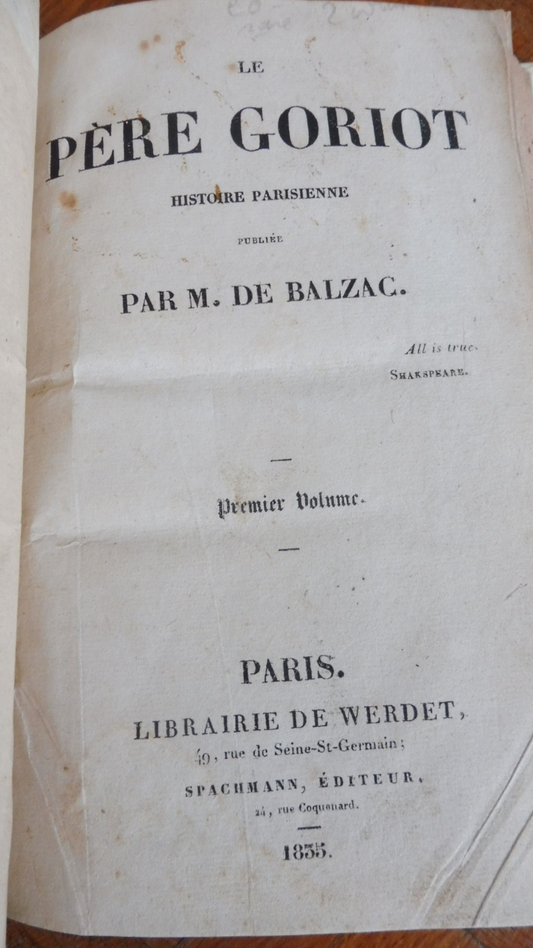 LE
PÈRE GORIOT
HISTOIRE PARISIENNE
PUBLIÉE
PAR M. DE BALZAC.
All is true.
SHAKSPEARE.
Premier Volume.
PARIS.
LIBRAIRIE DE WERDET,
49, rue de Seine-St-Germain;
SPACHMANN, ÉDITEUR.
24, rue Coquenard.
1835.